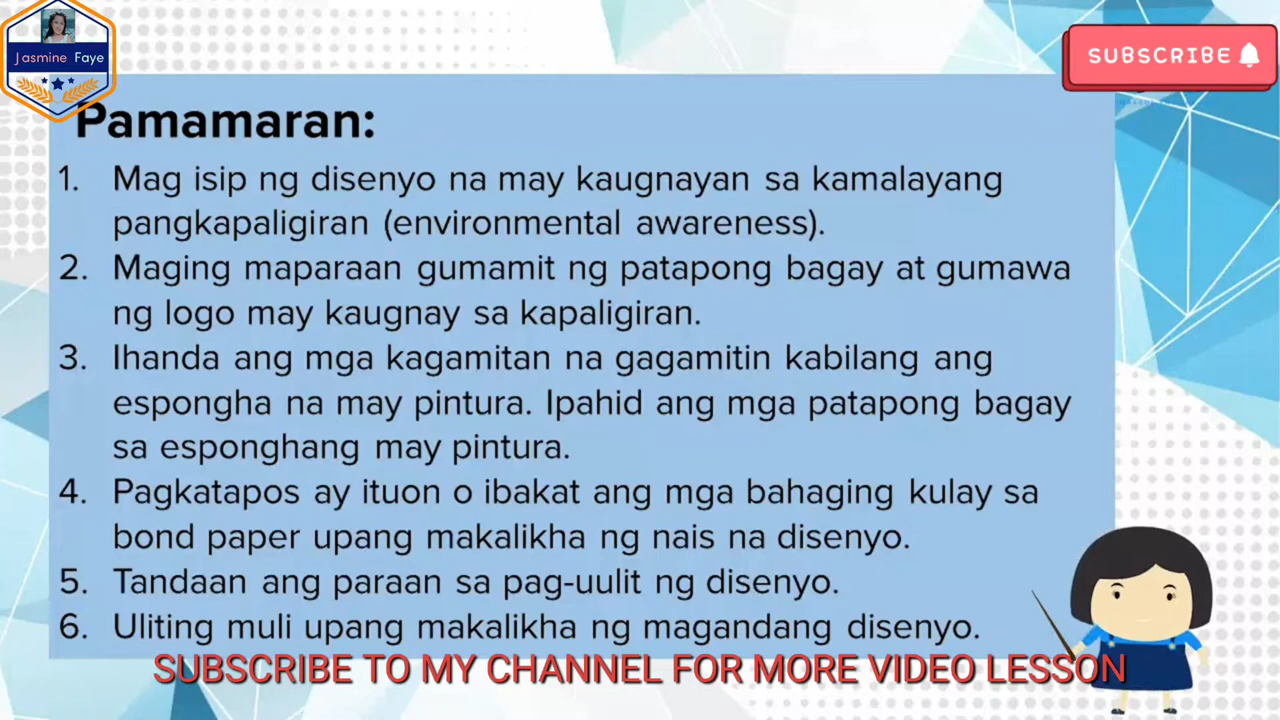 Jasmine Faye
SUBSCRIBE
Pamamaran:
1. Mag isip ng disenyo na may kaugnayan sa kamalayang
pangkapaligiran (environmental awareness).
2. Maging maparaan gumamit ng patapong bagay at gumawa
ng logo may kaugnay sa kapaligiran.
3. Ihanda ang mga kagamitan na gagamitin kabilang ang
espongha na may pintura. Ipahid ang mga patapong bagay
sa esponghang may pintura.
4. Pagkatapos ay ituon o ibakat ang mga bahaging kulay sa
bond paper upang makalikha ng nais na disenyo.
5. Tandaan ang paraan sa pag-uulit ng disenyo.
6. Uliting muli upang makalikha ng magandang disenyo.
SUBSCRIBE TO MY CHANNEL FOR MORE VIDEO LESSON